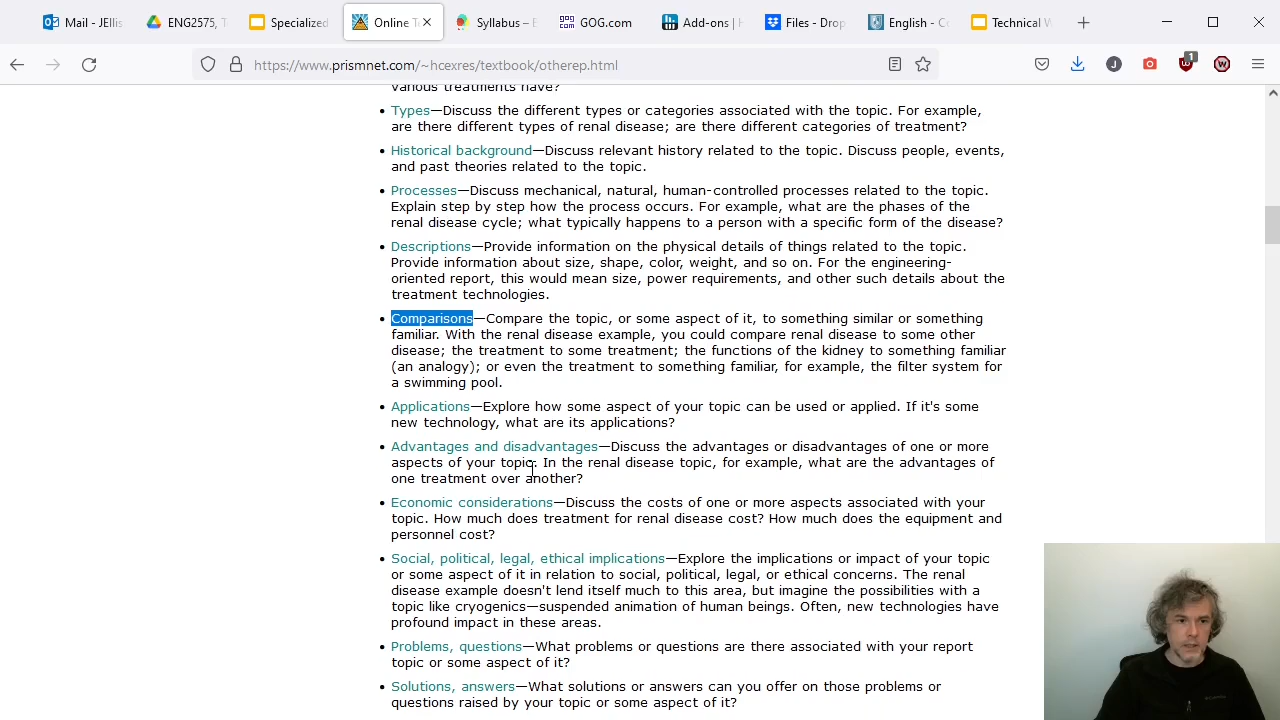 Mail - JEllis
ENG2575, T
Specialized
Online Te
Syllabus – E
GOG.com
Add-ons |
Files - Drop
English - Co
Technical W
https://www.prismnet.com/~hcexres/textbook/otherep.html
1
various treatments have?
• Types—Discuss the different types or categories associated with the topic. For example,
are there different types of renal disease; are there different categories of treatment?
• Historical background—Discuss relevant history related to the topic. Discuss people, events,
and past theories related to the topic.
• Processes—Discuss mechanical, natural, human-controlled processes related to the topic.
Explain step by step how the process occurs. For example, what are the phases of the
renal disease cycle; what typically happens to a person with a specific form of the disease?
• Descriptions—Provide information on the physical details of things related to the topic.
Provide information about size, shape, color, weight, and so on. For the engineering-
oriented report, this would mean size, power requirements, and other such details about the
treatment technologies.
• Comparisons—Compare the topic, or some aspect of it, to something similar or something
familiar. With the renal disease example, you could compare renal disease to some other
disease; the treatment to some treatment; the functions of the kidney to something familiar
(an analogy); or even the treatment to something familiar, for example, the filter system for
a swimming pool.
• Applications—Explore how some aspect of your topic can be used or applied. If it's some
new technology, what are its applications?
• Advantages and disadvantages—Discuss the advantages or disadvantages of one or more
aspects of your topic. In the renal disease topic, for example, what are the advantages of
one treatment over another?
• Economic considerations—Discuss the costs of one or more aspects associated with your
topic. How much does treatment for renal disease cost? How much does the equipment and
personnel cost?
• Social, political, legal, ethical implications—Explore the implications or impact of your topic
or some aspect of it in relation to social, political, legal, or ethical concerns. The renal
disease example doesn't lend itself much to this area, but imagine the possibilities with a
topic like cryogenics—suspended animation of human beings. Often, new technologies have
profound impact in these areas.
• Problems, questions—What problems or questions are there associated with your report
topic or some aspect of it?
• Solutions, answers—What solutions or answers can you offer on those problems or
questions raised by your topic or some aspect of it?